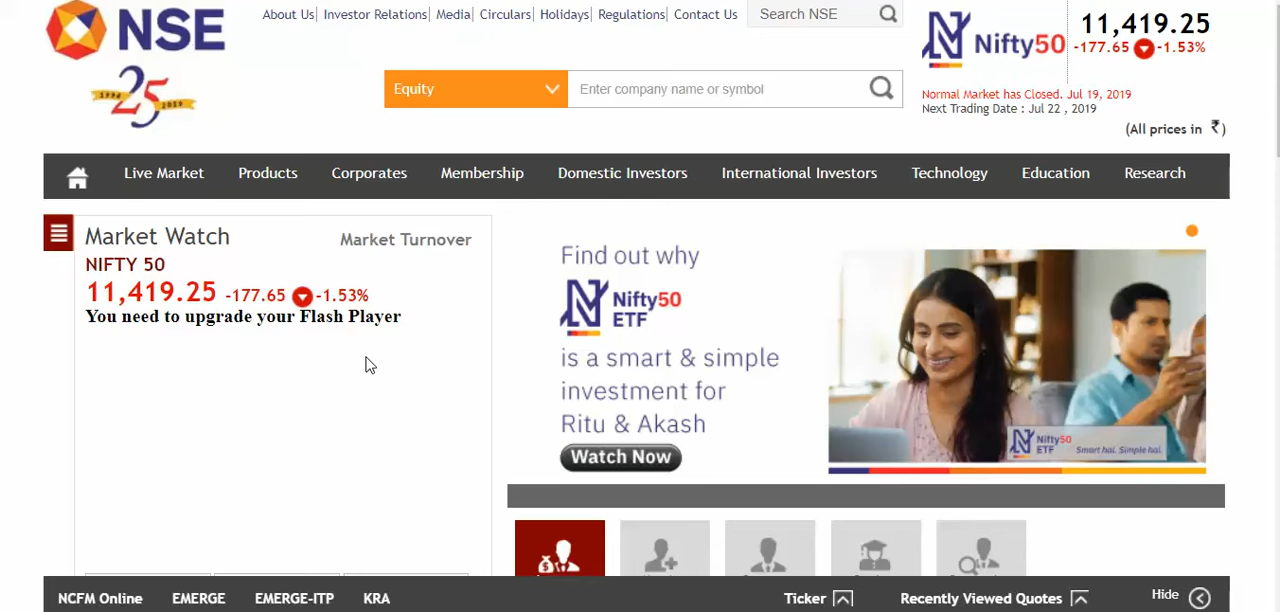 NSE
1994 25 2019
About Us | Investor Relations | Media | Circulars | Holidays | Regulations | Contact Us
Search NSE
Equity
Enter company name or symbol
Nifty50
11,419.25
-177.65 -1.53%
Normal Market has Closed. Jul 19, 2019
Next Trading Date : Jul 22 , 2019
(All prices in ₹)
Live Market Products Corporates Membership Domestic Investors International Investors Technology Education Research
Market Watch
Market Turnover
NIFTY 50
11,419.25 -177.65 -1.53%
You need to upgrade your Flash Player
Find out why
Nifty50
ETF
is a smart & simple
investment for
Ritu & Akash
Watch Now
Nifty50
ETF
Smart hai. Simple hai.
NCFM Online EMERGE EMERGE-ITP KRA
Ticker Recently Viewed Quotes Hide